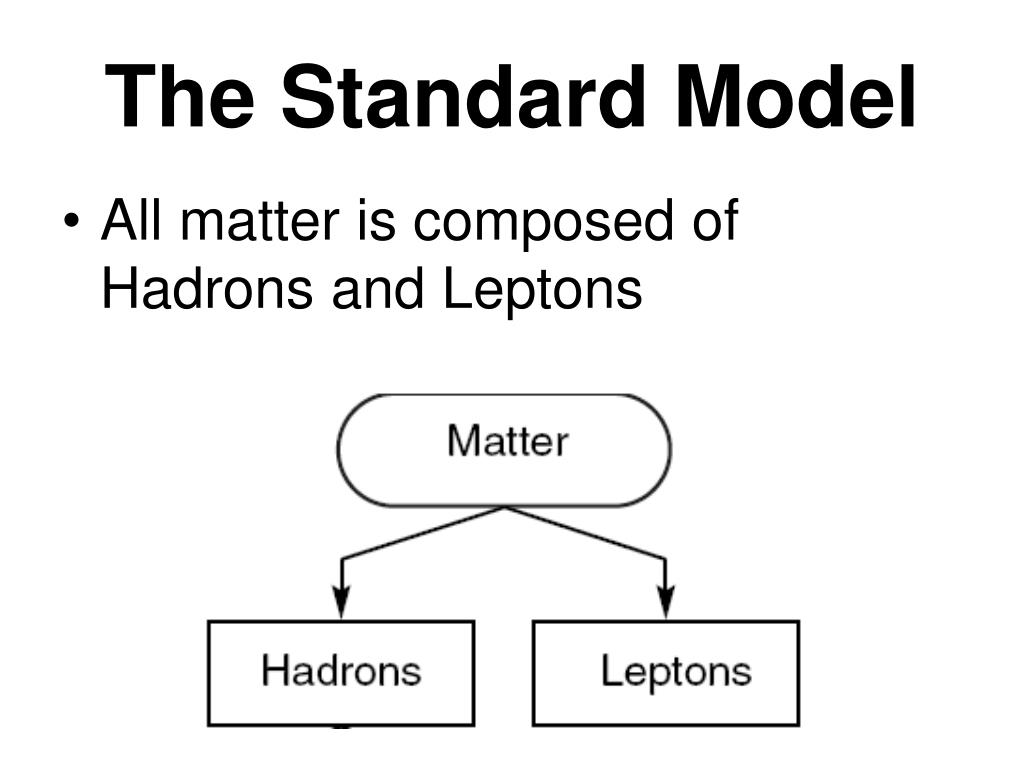 The Standard Model
• All matter is composed of
Hadrons and Leptons
Matter
Hadrons
Leptons